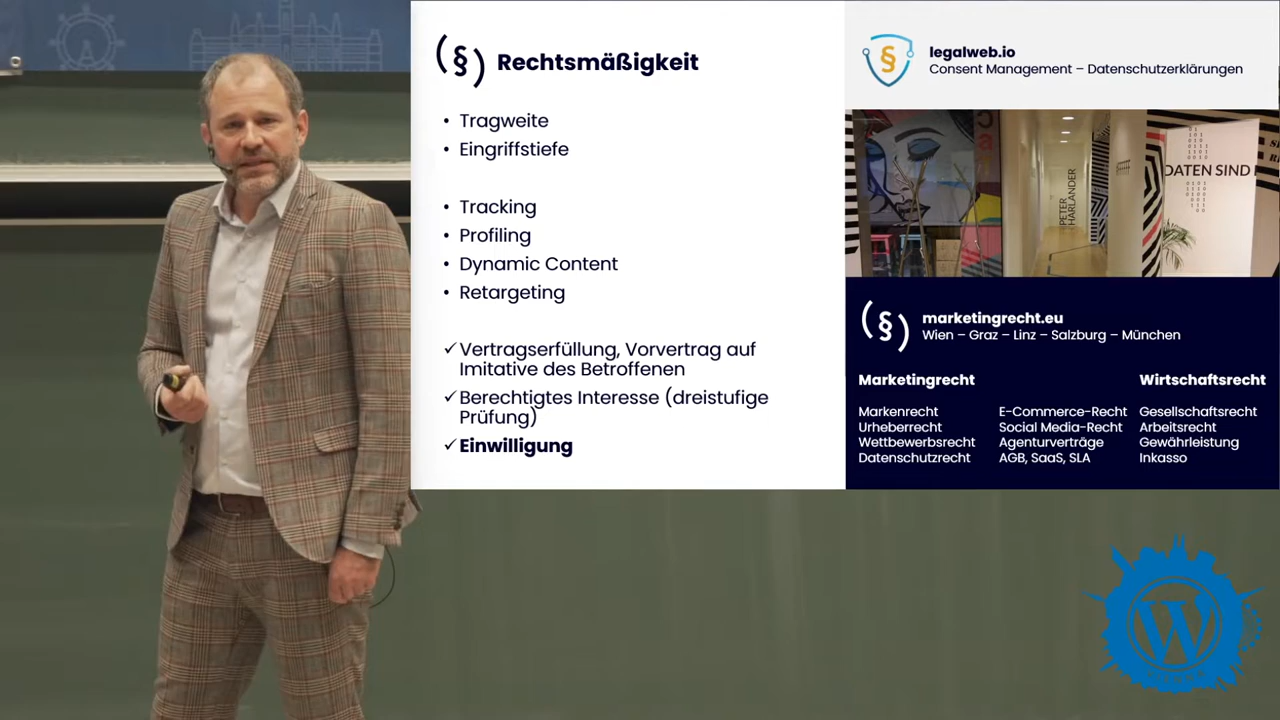 (§) Rechtsmäßigkeit
• Tragweite
• Eingriffstiefe
• Tracking
• Profiling
• Dynamic Content
• Retargeting
✓ Vertragserfüllung, Vorvertrag auf
Imitative des Betroffenen
✓ Berechtigtes Interesse (dreistufige
Prüfung)
✓ Einwilligung
§
legalweb.io
Consent Management – Datenschutzerklärungen
PETER
HARLANDER
DATEN SIND
(§)
marketingrecht.eu
Wien – Graz – Linz – Salzburg – München
Marketingrecht
Markenrecht
Urheberrecht
Wettbewerbsrecht
Datenschutzrecht
E-Commerce-Recht
Social Media-Recht
Agenturverträge
AGB, SaaS, SLA
Wirtschaftsrecht
Gesellschaftsrecht
Arbeitsrecht
Gewährleistung
Inkasso
W